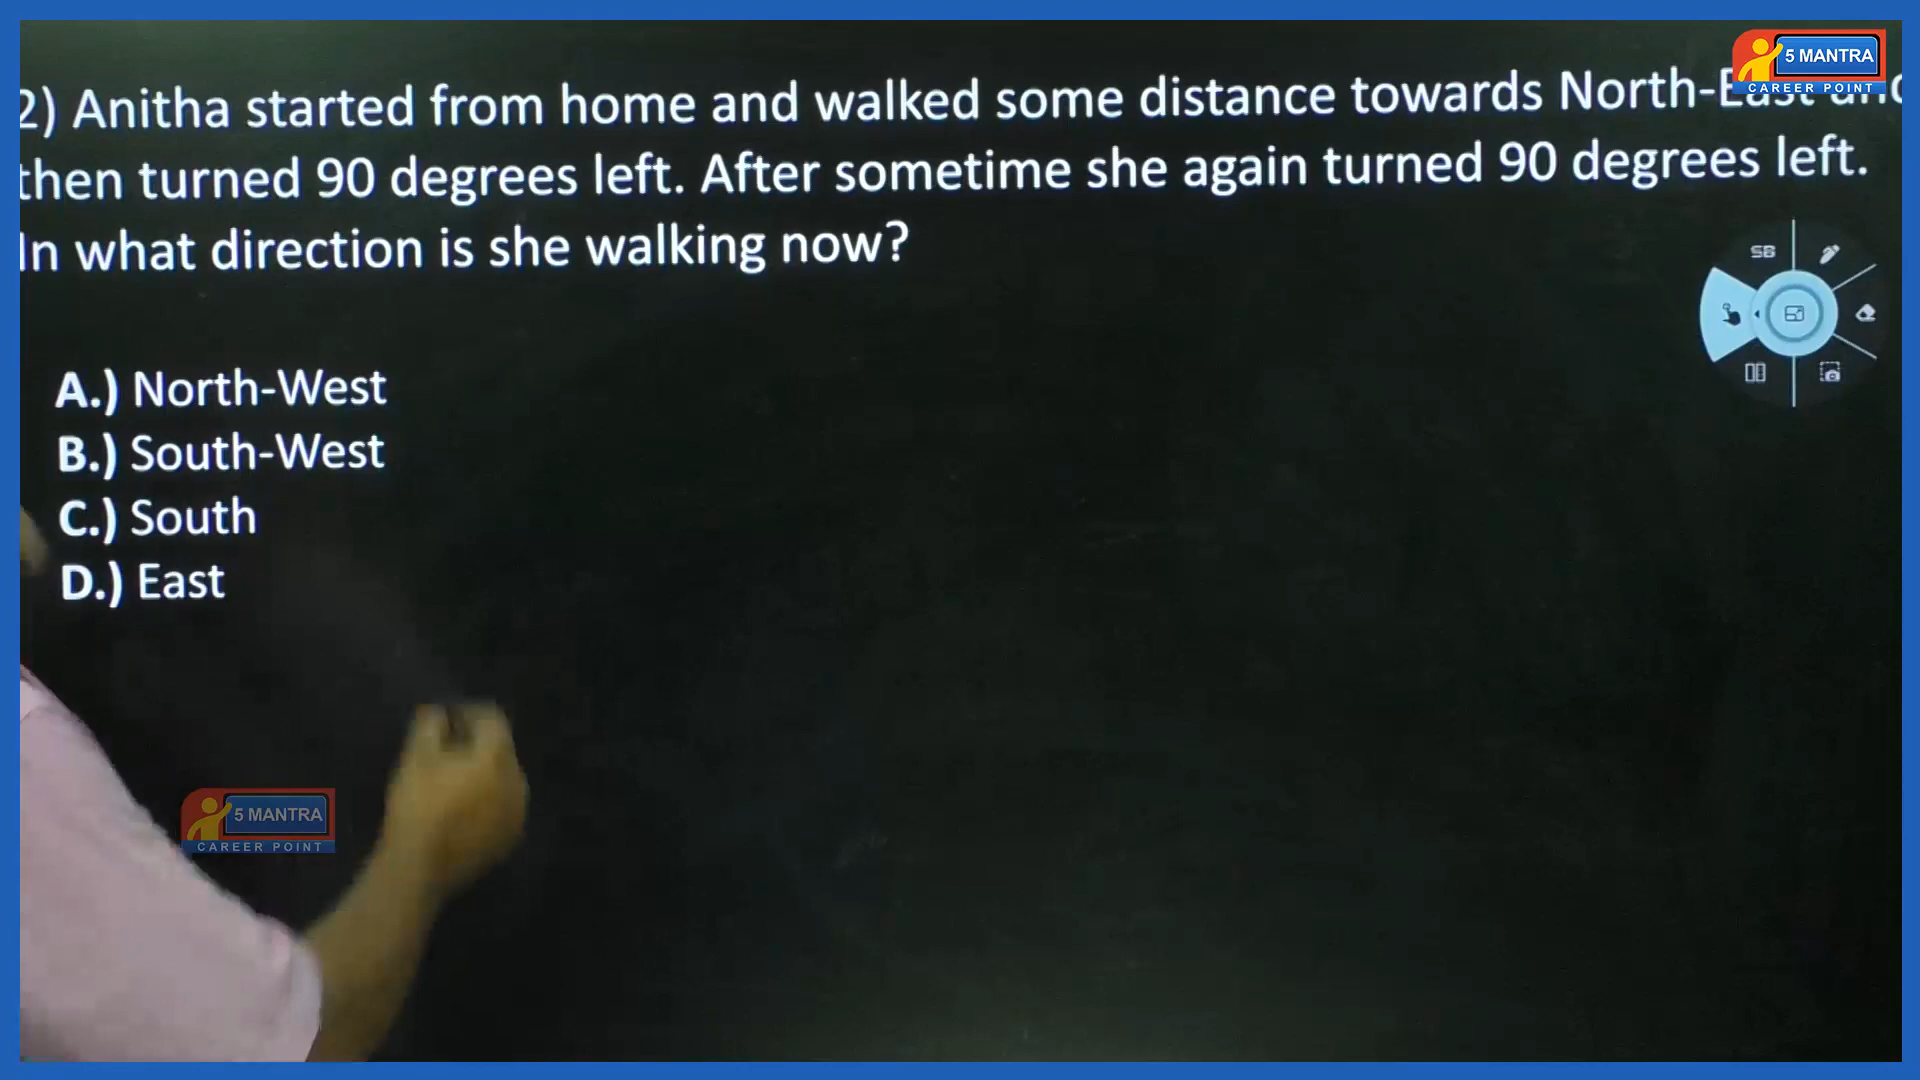 5 MANTRA
CAREER POINT
2) Anitha started from home and walked some distance towards North-East and
then turned 90 degrees left. After sometime she again turned 90 degrees left.
In what direction is she walking now?
SB
A.) North-West
B.) South-West
C.) South
D.) East
5 MANTRA
CAREER POINT